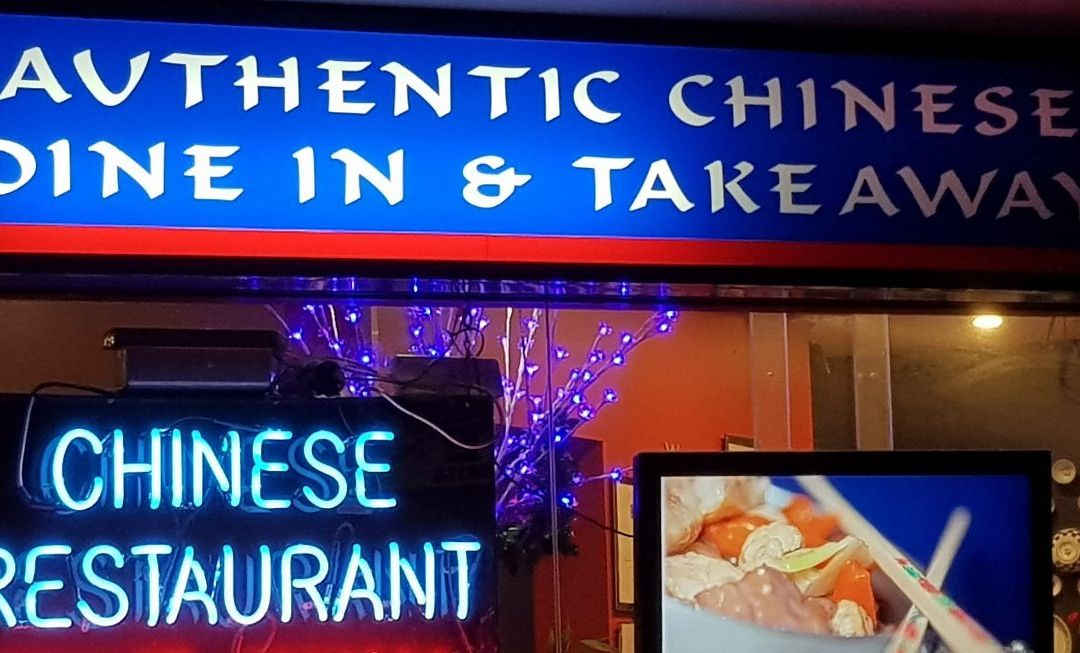 AUTHENTIC CHINESE
DINE IN & TAKEAWAY
CHINESE
RESTAURANT